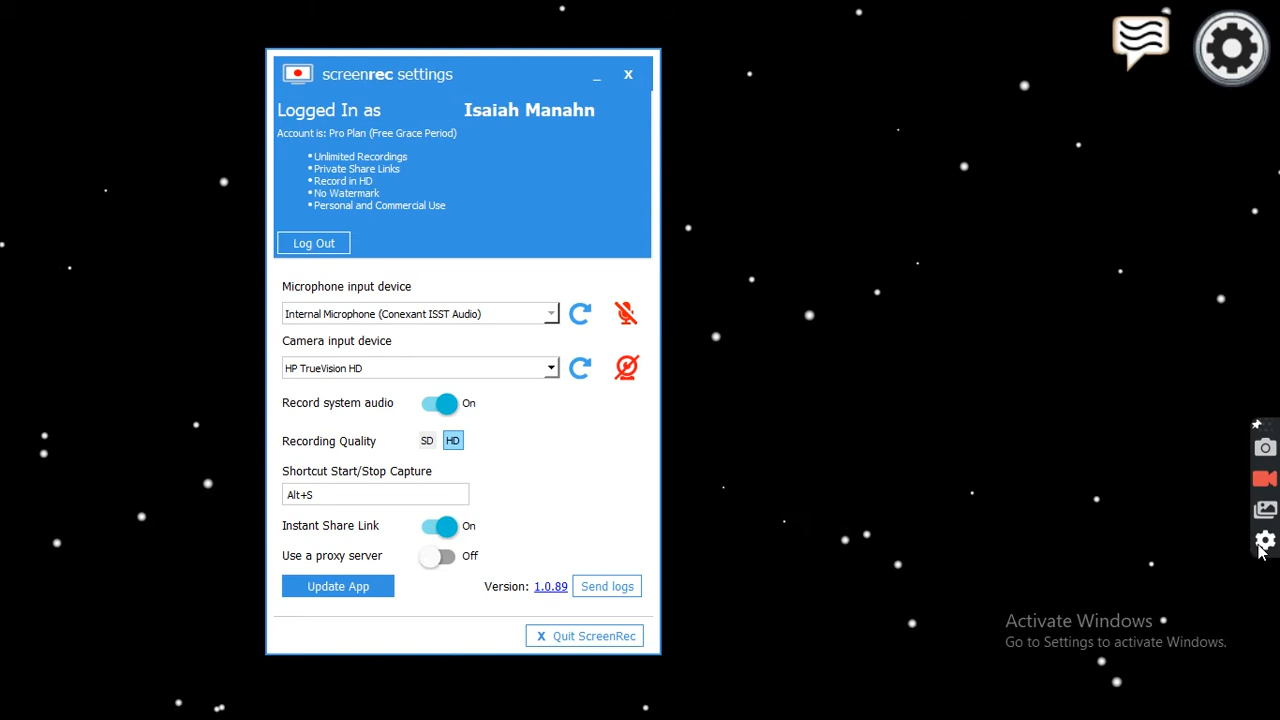 screenrec settings
_ X
Logged In as Isaiah Manahn
Account is: Pro Plan (Free Grace Period)
• Unlimited Recordings
• Private Share Links
• Record in HD
• No Watermark
• Personal and Commercial Use
Log Out
Microphone input device
Internal Microphone (Conexant ISST Audio)
Camera input device
HP TrueVision HD
Record system audio On
Recording Quality SD HD
Shortcut Start/Stop Capture
Alt+S
Instant Share Link On
Use a proxy server Off
Update App Version: 1.0.89 Send logs
X Quit ScreenRec
Activate Windows
Go to Settings to activate Windows.